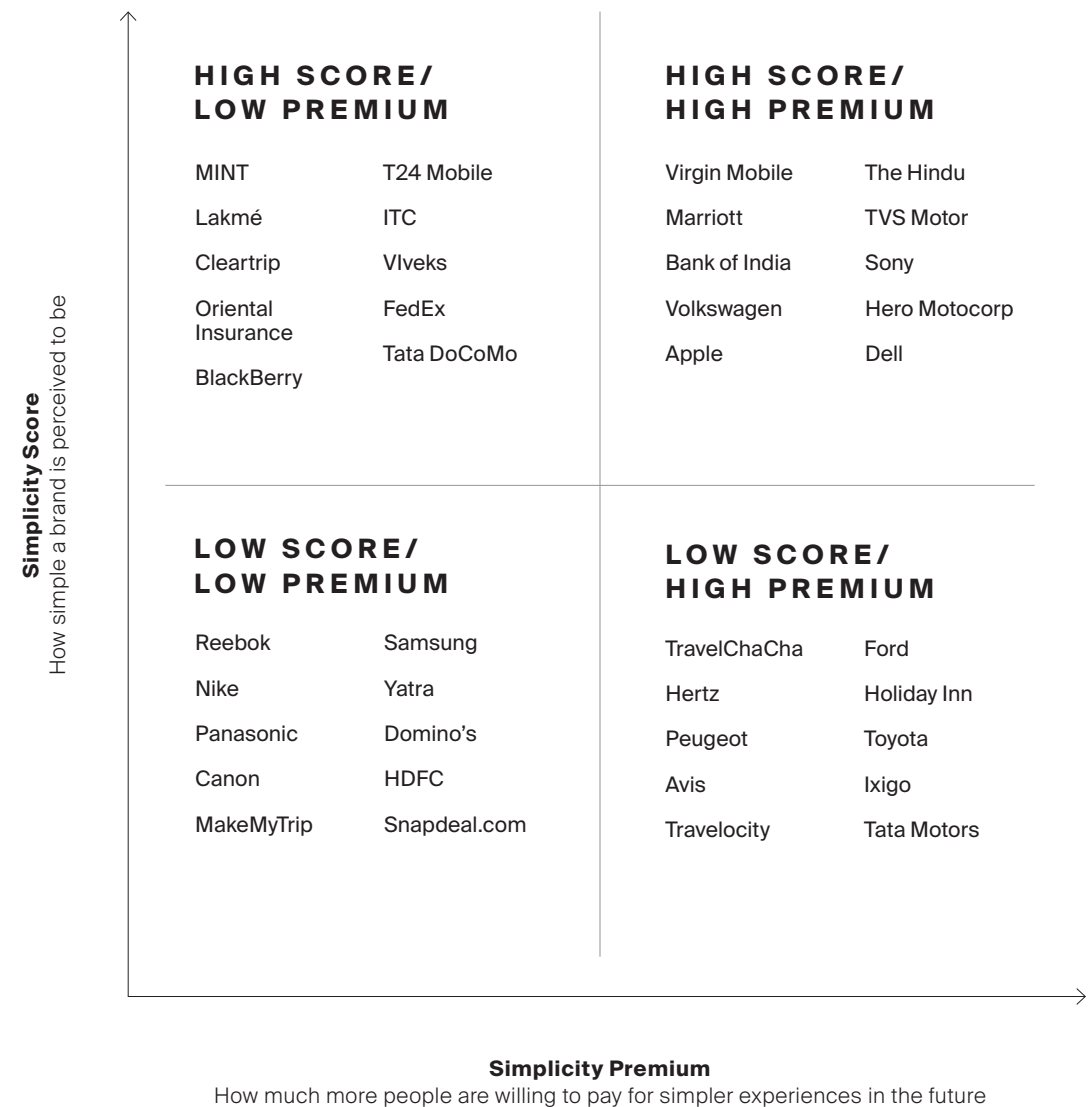 HIGH SCORE/
LOW PREMIUM
MINT
Lakmé
Cleartrip
Oriental
Insurance
BlackBerry
T24 Mobile
ITC
VIveks
FedEx
Tata DoCoMo
HIGH SCORE/
HIGH PREMIUM
Virgin Mobile
Marriott
Bank of India
Volkswagen
Apple
The Hindu
TVS Motor
Sony
Hero Motocorp
Dell
Simplicity Score
How simple a brand is perceived to be
LOW SCORE/
LOW PREMIUM
Reebok
Nike
Panasonic
Canon
MakeMyTrip
Samsung
Yatra
Domino’s
HDFC
Snapdeal.com
LOW SCORE/
HIGH PREMIUM
TravelChaCha
Hertz
Peugeot
Avis
Travelocity
Ford
Holiday Inn
Toyota
Ixigo
Tata Motors
Simplicity Premium
How much more people are willing to pay for simpler experiences in the future